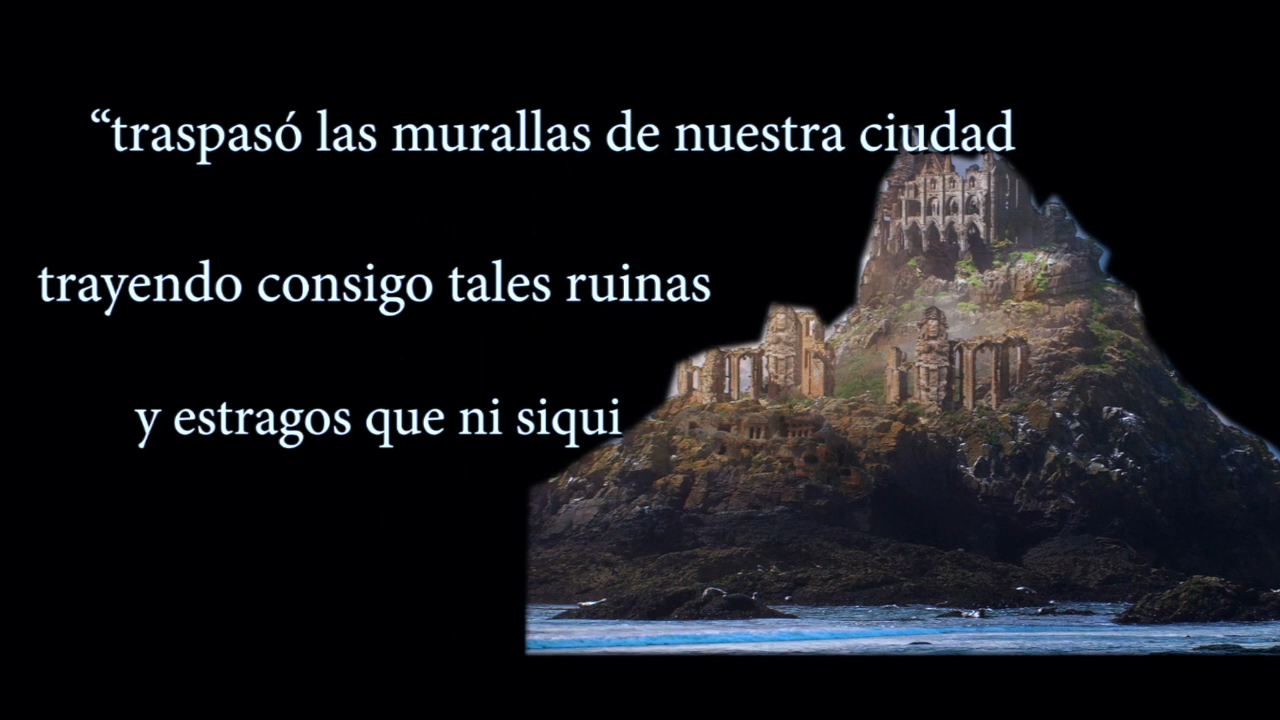 “traspasó las murallas de nuestra ciudad
trayendo consigo tales ruinas
y estragos que ni siqui